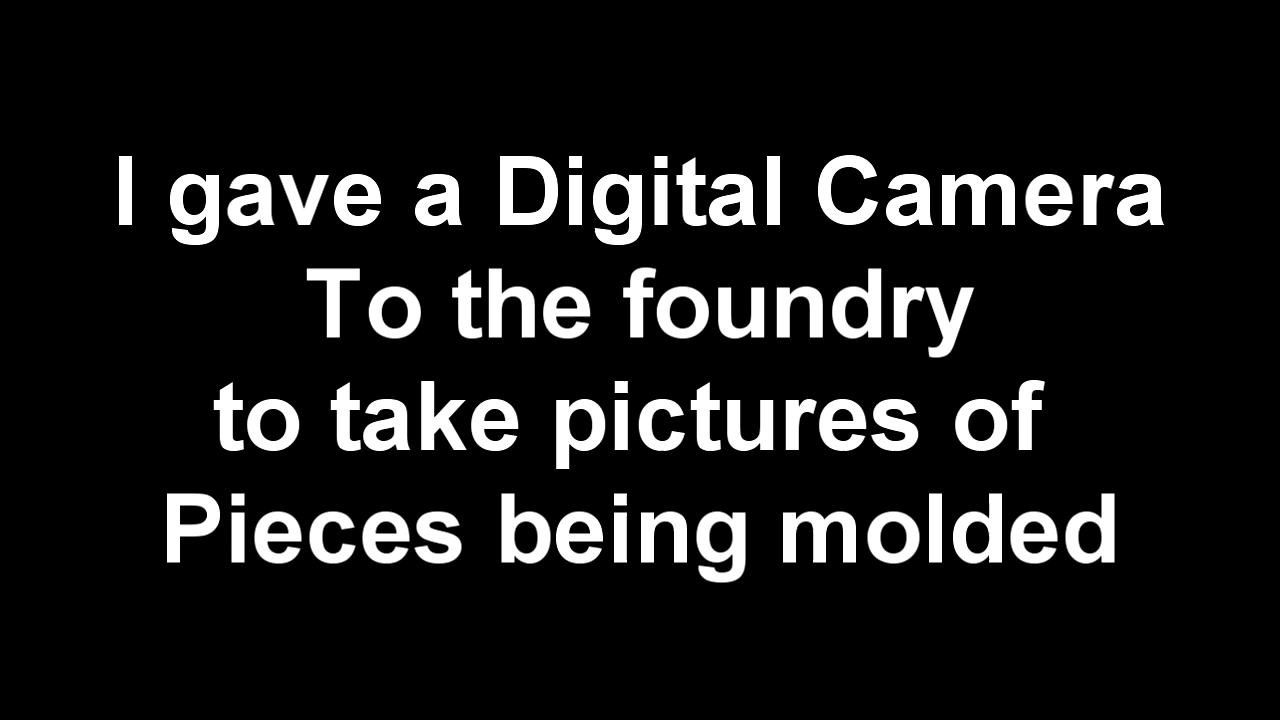 I gave a Digital Camera
To the foundry
to take pictures of
Pieces being molded